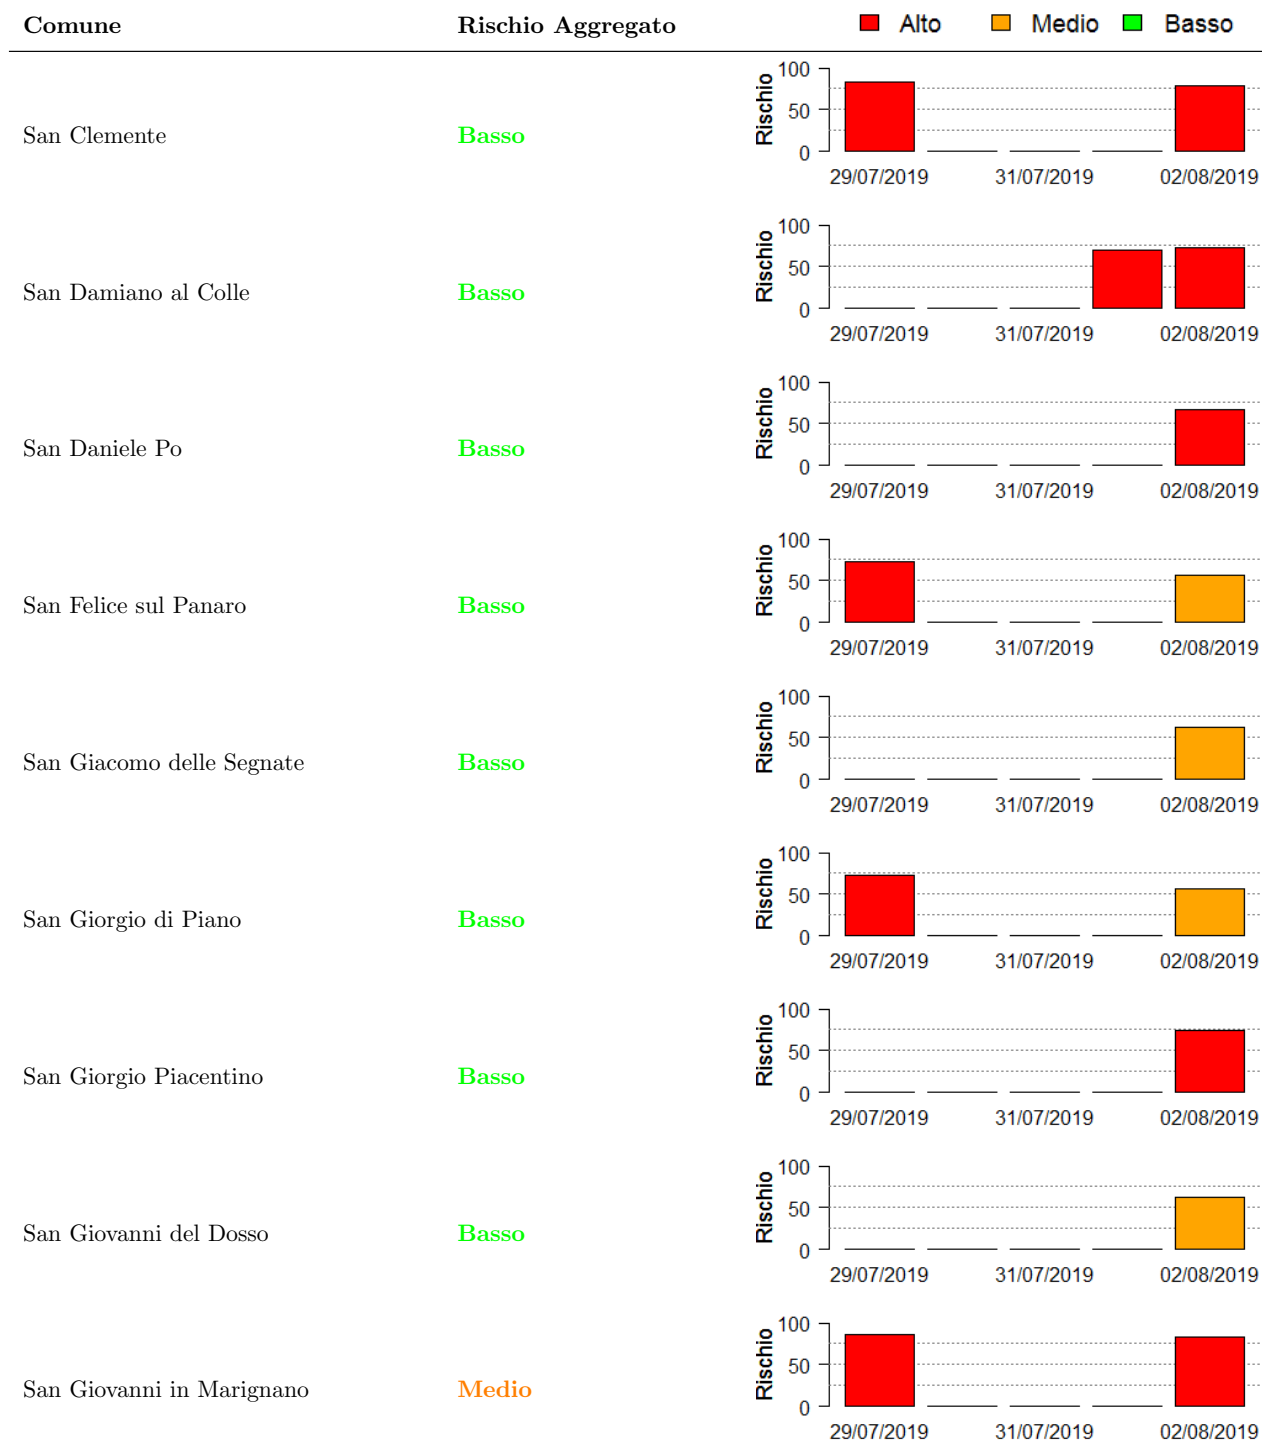 Comune Rischio Aggregato Alto Medio Basso
San Clemente Basso
Rischio
100
50
0
29/07/2019 31/07/2019 02/08/2019
San Damiano al Colle Basso
Rischio
100
50
0
29/07/2019 31/07/2019 02/08/2019
San Daniele Po Basso
Rischio
100
50
0
29/07/2019 31/07/2019 02/08/2019
San Felice sul Panaro Basso
Rischio
100
50
0
29/07/2019 31/07/2019 02/08/2019
San Giacomo delle Segnate Basso
Rischio
100
50
0
29/07/2019 31/07/2019 02/08/2019
San Giorgio di Piano Basso
Rischio
100
50
0
29/07/2019 31/07/2019 02/08/2019
San Giorgio Piacentino Basso
Rischio
100
50
0
29/07/2019 31/07/2019 02/08/2019
San Giovanni del Dosso Basso
Rischio
100
50
0
29/07/2019 31/07/2019 02/08/2019
San Giovanni in Marignano Medio
Rischio
100
50
0
29/07/2019 31/07/2019 02/08/2019